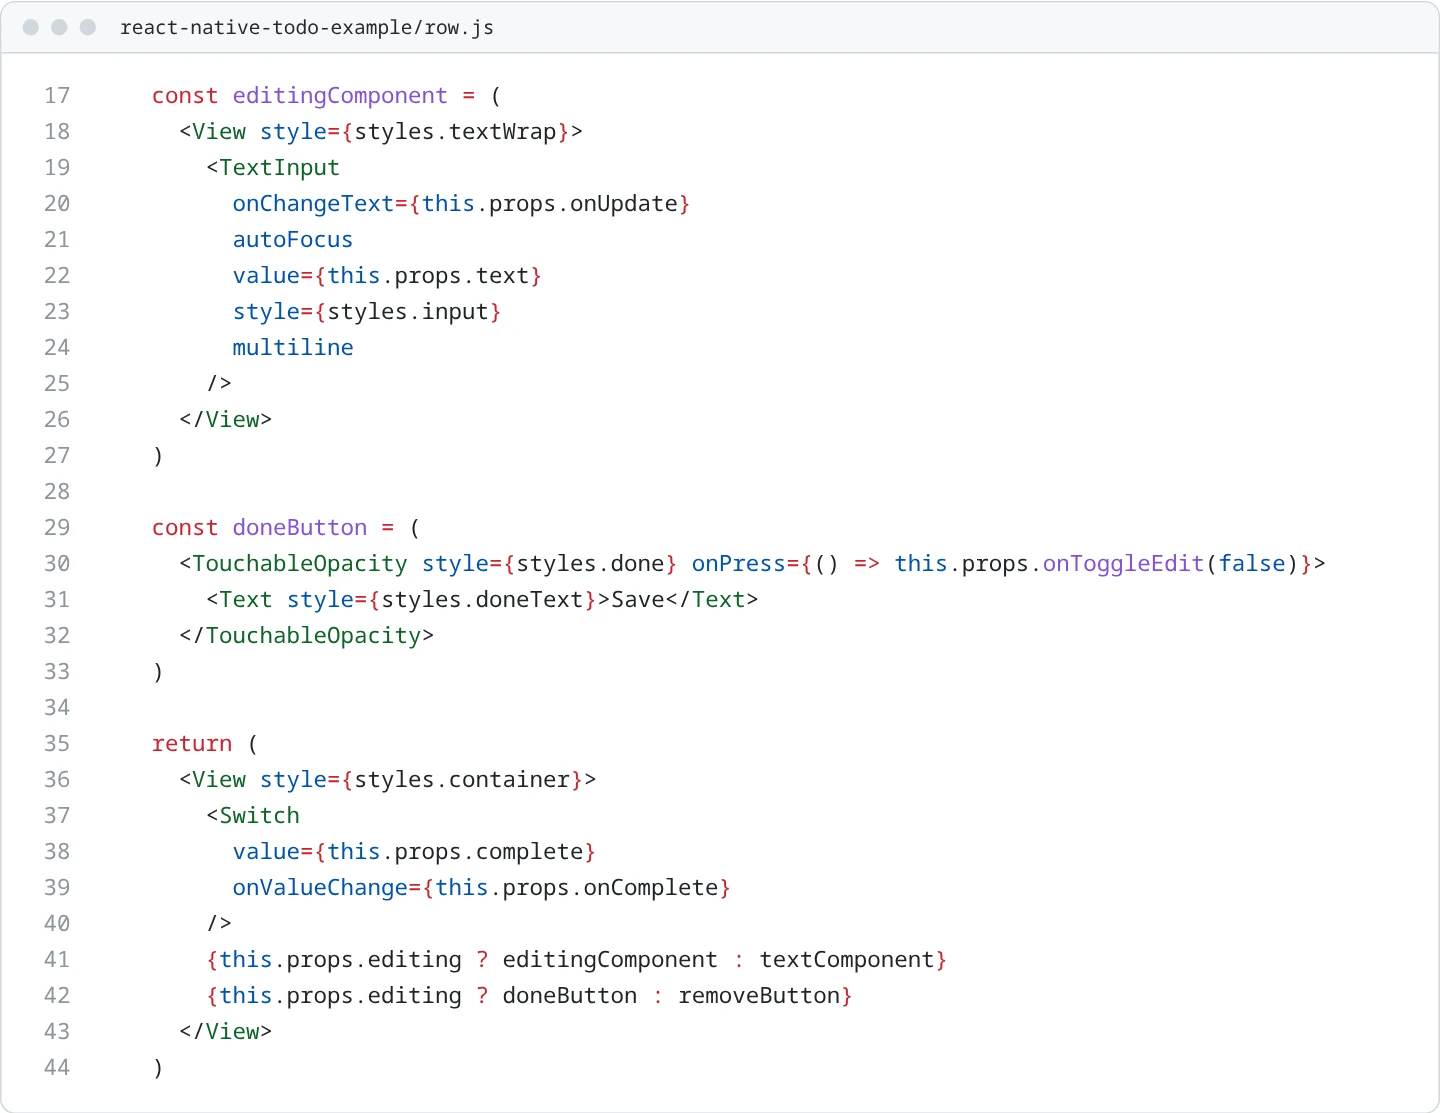 react-native-todo-example/row.js
17 const editingComponent = (
18 <View style={styles.textWrap}>
19 <TextInput
20 onChangeText={this.props.onUpdate}
21 autoFocus
22 value={this.props.text}
23 style={styles.input}
24 multiline
25 />
26 </View>
27 )
28
29 const doneButton = (
30 <TouchableOpacity style={styles.done} onPress={() => this.props.onToggleEdit(false)}>
31 <Text style={styles.doneText}>Save</Text>
32 </TouchableOpacity>
33 )
34
35 return (
36 <View style={styles.container}>
37 <Switch
38 value={this.props.complete}
39 onValueChange={this.props.onComplete}
40 />
41 {this.props.editing ? editingComponent : textComponent}
42 {this.props.editing ? doneButton : removeButton}
43 </View>
44 )